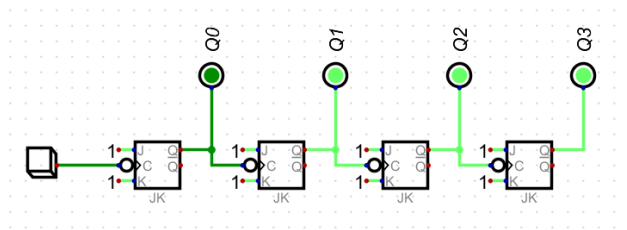 Q0 Q1 Q2 Q3
1 J Q 1 J Q 1 J Q 1 J Q
C Q C Q C Q C Q
1 K 1 K 1 K 1 K
JK JK JK JK